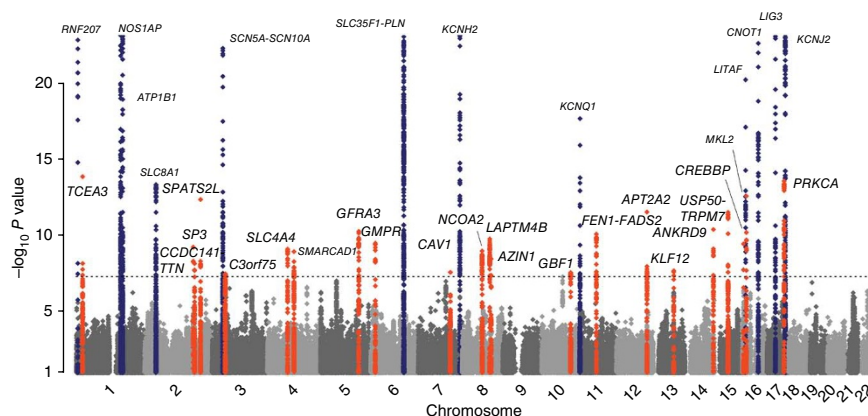 LIG3
RNF207
NOS1AP
SLC35F1-PLN
KCNH2
CNOT1
SCN5A-SCN10A
KCNJ2
20
ATP1B1
LITAF
KCNQ1
MKL2
15
SLC8A1
CREBBP
TCEA3
SPATS2L
PRKCA
GFRA3
NCOA2
APT2A2
USP50-
LAPTM4B
FEN1-FADS2
TRPM7
SP3
SLC4A4
GMPR
ANKRD9
10
CCDC141
SMARCAD1
CAV1
AZIN1
KLF12
TTN
C3orf75
GBF1
5
1
–log10 P value
1 2 3 4 5 6 7 8 9 10 11 12 13 14 15 16 17 18 19 20 21 22
Chromosome